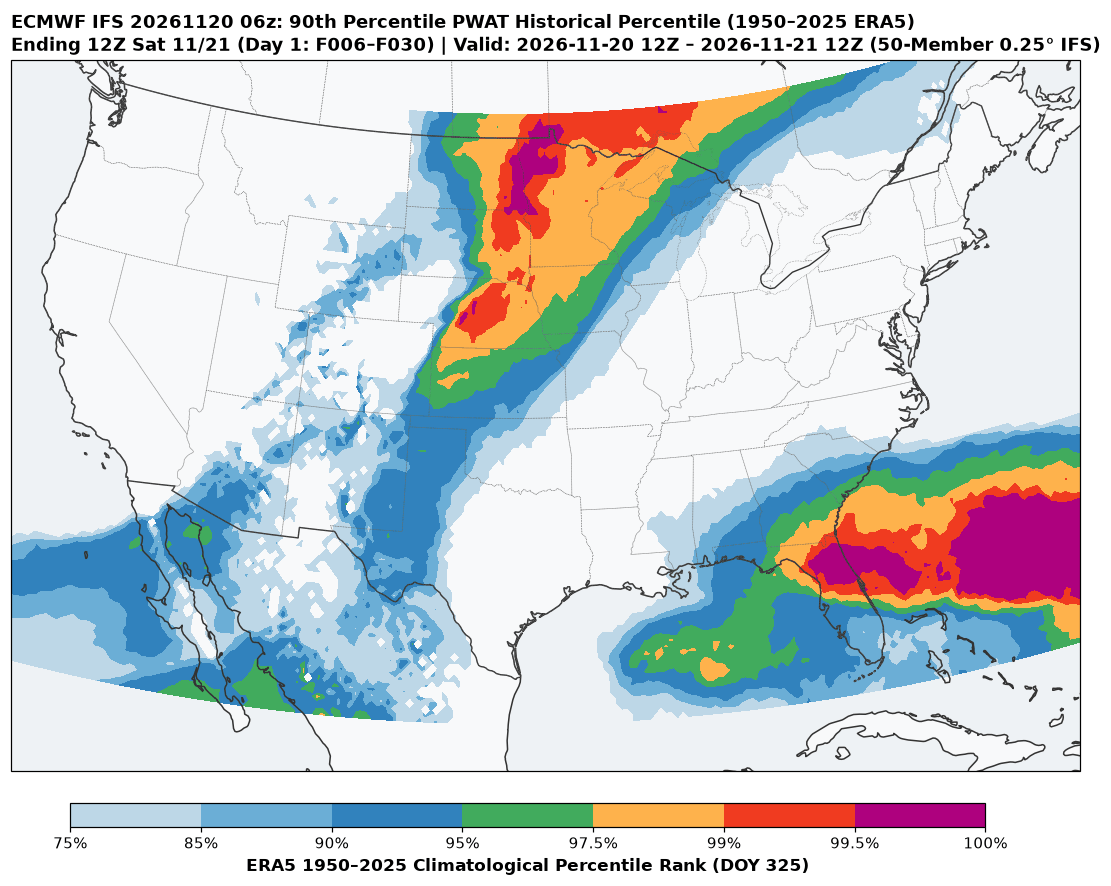 ECMWF IFS 20261120 06z: 90th Percentile PWAT Historical Percentile (1950–2025 ERA5)
Ending 12Z Sat 11/21 (Day 1: F006–F030) | Valid: 2026-11-20 12Z – 2026-11-21 12Z (50-Member 0.25° IFS)
75% 85% 90% 95% 97.5% 99% 99.5% 100%
ERA5 1950–2025 Climatological Percentile Rank (DOY 325)